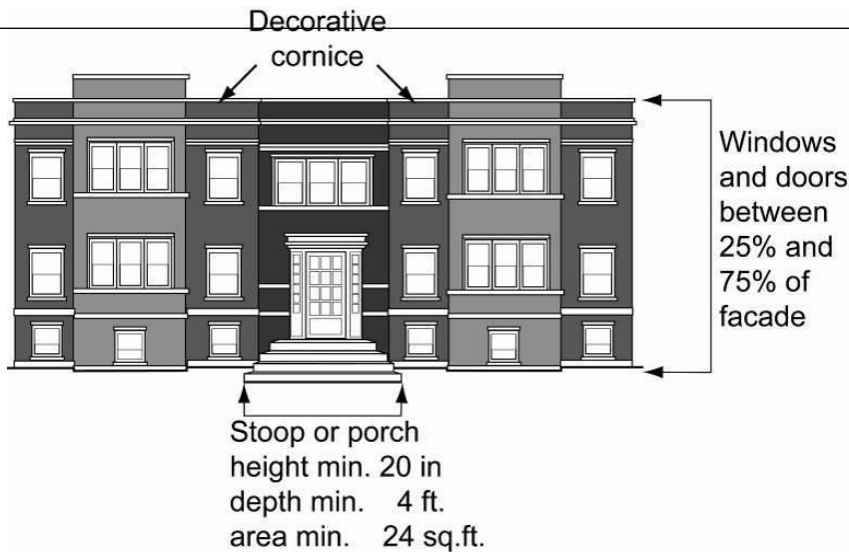 Decorative
cornice
Windows
and doors
between
25% and
75% of
facade
Stoop or porch
height min. 20 in
depth min. 4 ft.
area min. 24 sq.ft.